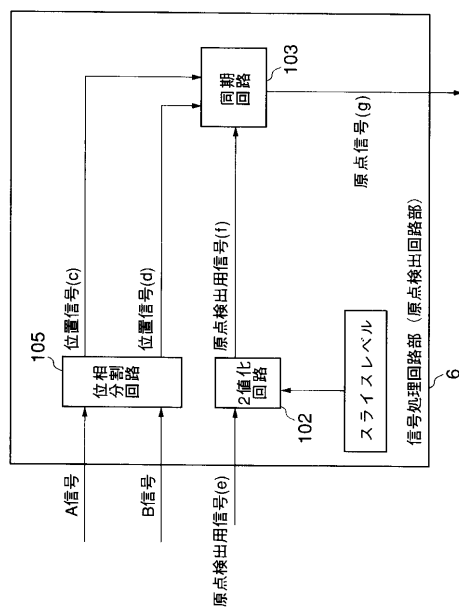 A信号
B信号
原点検出用信号(e)
105
位相
分割
回路
位置信号(c)
位置信号(d)
2値化
回路
102
原点検出用信号(f)
スライスレベル
同期
回路
103
原点信号(g)
信号処理回路部(原点検出回路部)
6